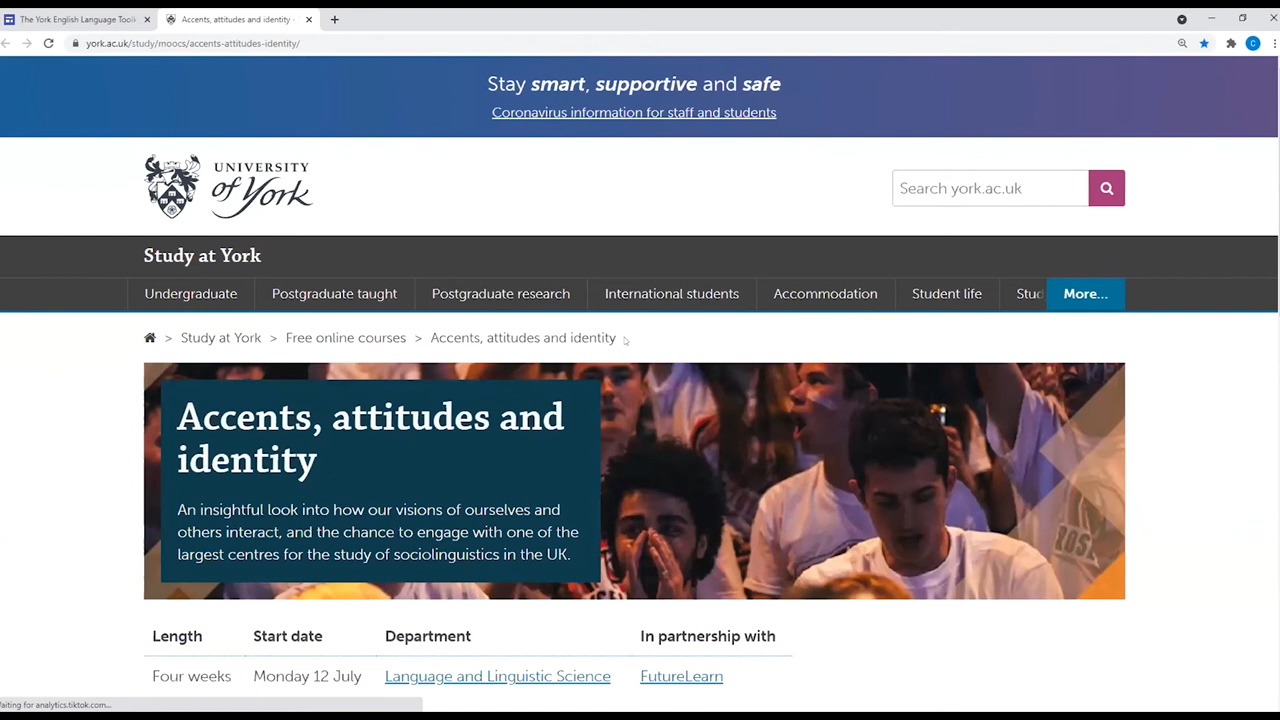 The York English Language Toolk
Accents, attitudes and identity -
york.ac.uk/study/moocs/accents-attitudes-identity/
C
Stay smart, supportive and safe
Coronavirus information for staff and students
UNIVERSITY
of York
Search york.ac.uk
Study at York
Undergraduate
Postgraduate taught
Postgraduate research
International students
Accommodation
Student life
Stud
More...
> Study at York > Free online courses > Accents, attitudes and identity
Accents, attitudes and
identity
An insightful look into how our visions of ourselves and
others interact, and the chance to engage with one of the
largest centres for the study of sociolinguistics in the UK.
Length Start date Department In partnership with
Four weeks Monday 12 July Language and Linguistic Science FutureLearn
Waiting for analytics.tiktok.com...